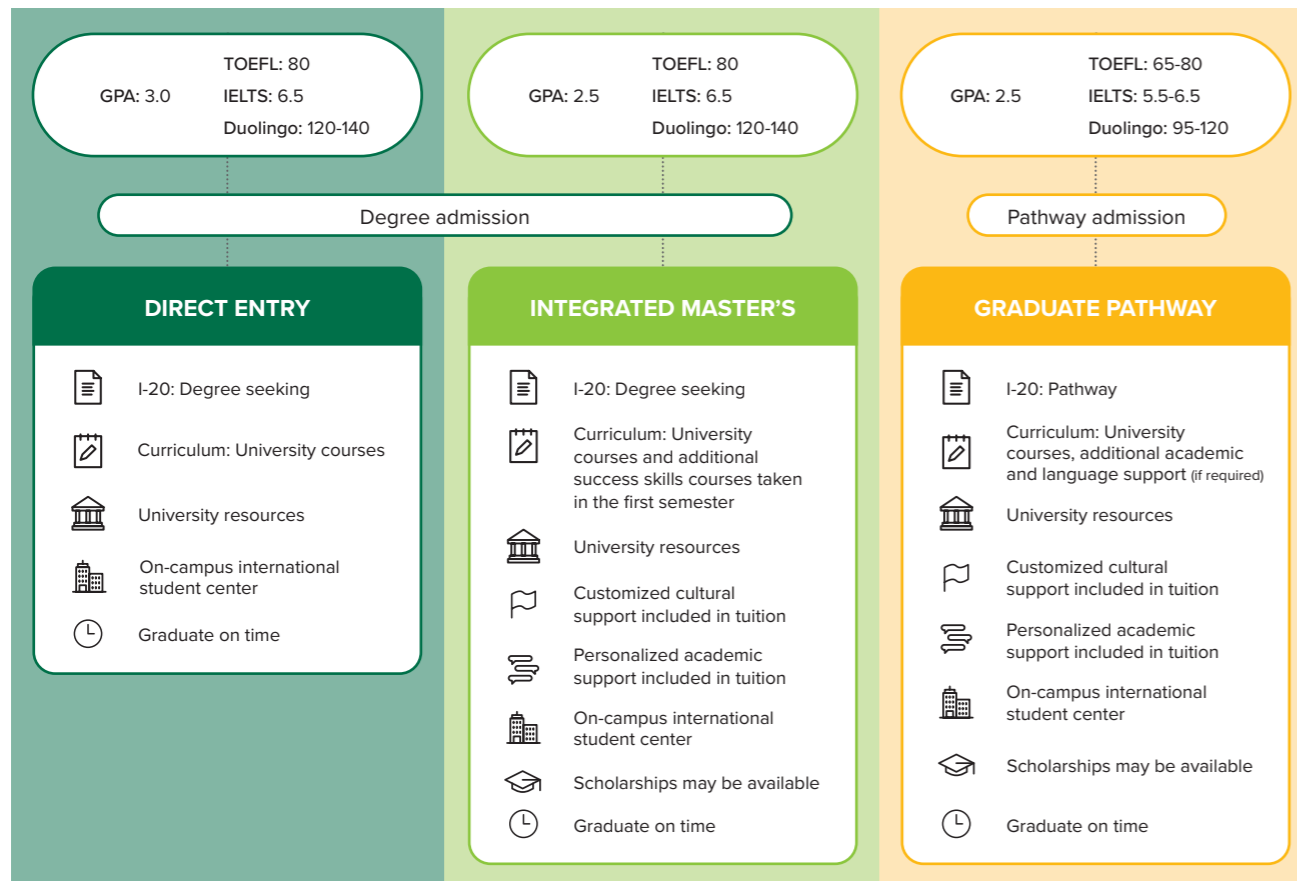 GPA: 3.0
TOEFL: 80
IELTS: 6.5
Duolingo: 120-140
GPA: 2.5
TOEFL: 80
IELTS: 6.5
Duolingo: 120-140
GPA: 2.5
TOEFL: 65-80
IELTS: 5.5-6.5
Duolingo: 95-120
Degree admission
Pathway admission
DIRECT ENTRY
I-20: Degree seeking
Curriculum: University courses
University resources
On-campus international
student center
Graduate on time
INTEGRATED MASTER’S
I-20: Degree seeking
Curriculum: University
courses and additional
success skills courses taken
in the first semester
University resources
Customized cultural
support included in tuition
Personalized academic
support included in tuition
On-campus international
student center
Scholarships may be available
Graduate on time
GRADUATE PATHWAY
I-20: Pathway
Curriculum: University
courses, additional academic
and language support (if required)
University resources
Customized cultural
support included in tuition
Personalized academic
support included in tuition
On-campus international
student center
Scholarships may be available
Graduate on time